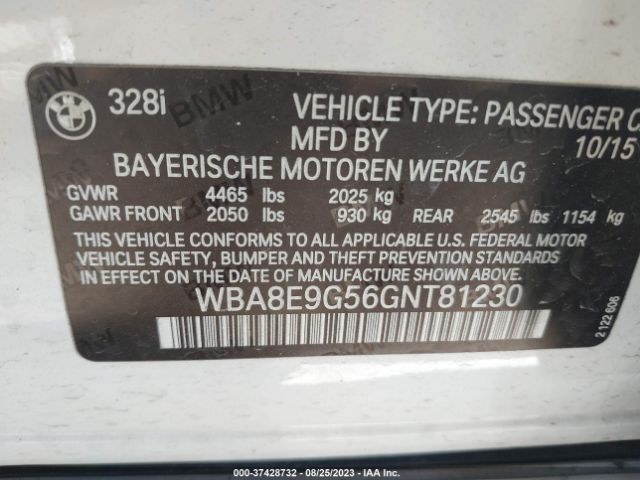 328i VEHICLE TYPE: PASSENGER C
MFD BY 10/15
BAYERISCHE MOTOREN WERKE AG
GVWR 4465 lbs 2025 kg
GAWR FRONT 2050 lbs 930 kg REAR 2545 lbs 1154 kg
THIS VEHICLE CONFORMS TO ALL APPLICABLE U.S. FEDERAL MOTOR
VEHICLE SAFETY, BUMPER AND THEFT PREVENTION STANDARDS
IN EFFECT ON THE DATE OF MANUFACTURE SHOWN ABOVE.
WBA8E9G56GNT81230
2 122 606
BMW
000-37428732 - 08/25/2023 - IAA Holdings, LLC